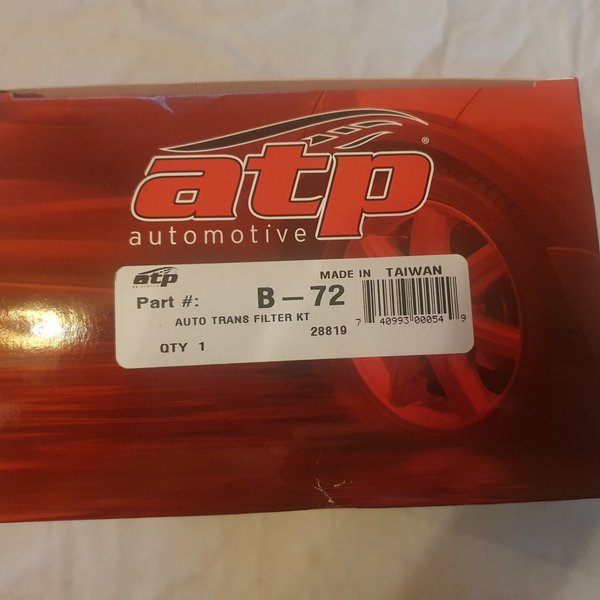 atp®
automotive
atp
MADE IN TAIWAN
Part #: B-72
AUTO TRANS FILTER KT
28819
7 40993 00054 9
QTY 1